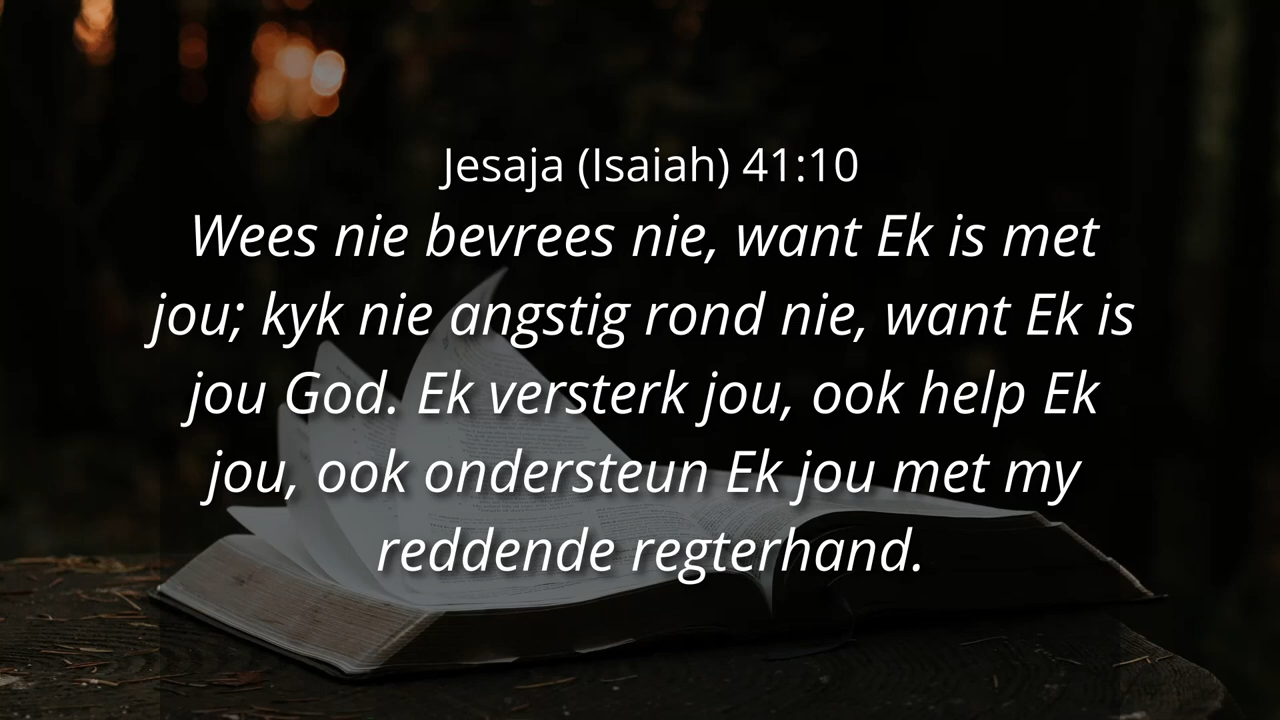 Jesaja (Isaiah) 41:10
Wees nie bevrees nie, want Ek is met
jou; kyk nie angstig rond nie, want Ek is
jou God. Ek versterk jou, ook help Ek
jou, ook ondersteun Ek jou met my
reddende regterhand.